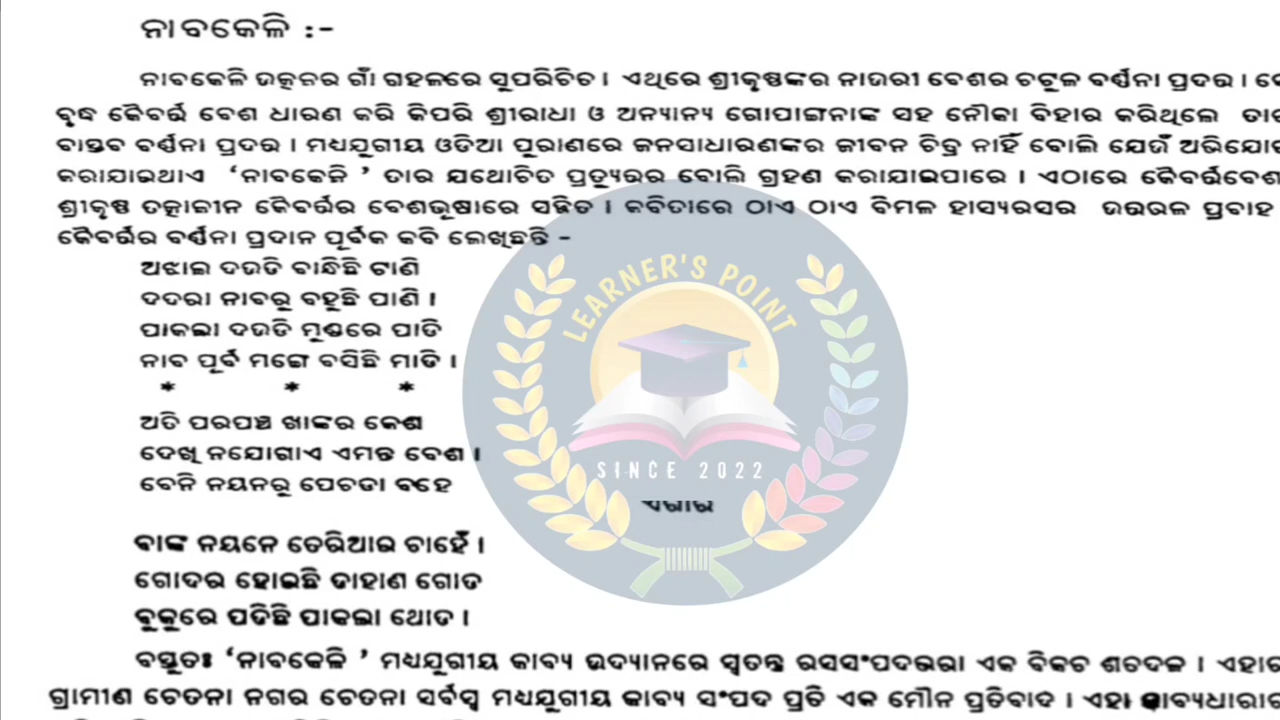 ନାବକେଳି :-
ନାବକେଳି ଉତ୍କଳର ଗାଁ ଗହଳରେ ସୁପରିଚିତ । ଏଥିରେ ଶ୍ରୀକୃଷ୍ଣଙ୍କର ନାଉରୀ ବେଶର ଚଟୁଳ ବର୍ଣ୍ଣନା ପ୍ରଦତ୍ତ ।
ବୃଦ୍ଧ କୈବର୍ତ୍ତ ବେଶ ଧାରଣ କରି କିପରି ଶ୍ରୀରାଧା ଓ ଅନ୍ୟାନ୍ୟ ଗୋପାଙ୍ଗନାଙ୍କ ସହ ନୌକା ବିହାର କରିଥିଲେ
ବାସ୍ତବ ବର୍ଣ୍ଣନା ପ୍ରଦତ୍ତ । ମଧ୍ୟଯୁଗୀୟ ଓଡିଆ ପୁରାଣରେ ଜନସାଧାରଣଙ୍କର ଜୀବନ ଚିତ୍ର ନାହିଁ ବୋଲି ଯେଉଁ
କରାଯାଇଥାଏ ‘ନାବକେଳି ’ ତାର ଯଥୋଚିତ ପ୍ରତ୍ୟୁତ୍ତର ବୋଲି ଗ୍ରହଣ କରାଯାଇପାରେ । ଏଠାରେ କୈବର୍ତ୍ତବେଶ
ଶ୍ରୀକୃଷ୍ଣ ତତ୍କାଳୀନ କୈବର୍ତ୍ତର ବେଶଭୂଷାରେ ସଜ୍ଜିତ । କବିତାରେ ଠାଏ ଠାଏ ବିମଳ ହାସ୍ୟରସର ଉଚ୍ଛଳ ପ୍ରବାହ
କୈବର୍ତ୍ତର ବର୍ଣ୍ଣନା ପ୍ରଦାନ ପୂର୍ବକ କବି ଲେଖିଛନ୍ତି -
ଅଝାଲ ଦଉଡି ବାନ୍ଧିଛି ଟାଣି
ଦଦରା ନାବରୁ ବହୁଛି ପାଣି ।
ପାକଲା ଦଉଡି ମୁଣ୍ଡରେ ପାଡି
ନାବ ପୂର୍ବ ମଙ୍ଗେ ବସିଛି ମାଡି ।
* * *
ଅତି ପରପଞ୍ଚ ଖାଙ୍କର କେଶ
ଦେଖି ନଯୋଗାଏ ଏମନ୍ତ ବେଶ ।
ବେନି ନୟନରୁ ପେଚଡା ବହେ
ବାଙ୍କ ନୟନେ ତେରିଆଇ ଚାହେଁ ।
ଗୋଦର ହୋଇଛି ଡାହାଣ ଗୋଡ
ବୁକୁରେ ପଡିଛି ପାକଲା ଥୋଡ ।
ବସ୍ତୁତଃ ‘ନାବକେଳି ’ ମଧ୍ୟଯୁଗୀୟ କାବ୍ୟ ଉଦ୍ୟାନରେ ସ୍ୱତନ୍ତ୍ର ରସସଂପଦଭରା ଏକ ବିକଚ ଶତଦଳ ।
ଗ୍ରାମୀଣ ଚେତନା ନଗର ଚେତନା ସର୍ବସ୍ୱ ମଧ୍ୟଯୁଗୀୟ କାବ୍ୟ ସଂପଦ ପ୍ରତି ଏକ ମୌନ ପ୍ରତିବାଦ । ଏହା
LEARNER'S POINT
SINCE 2022